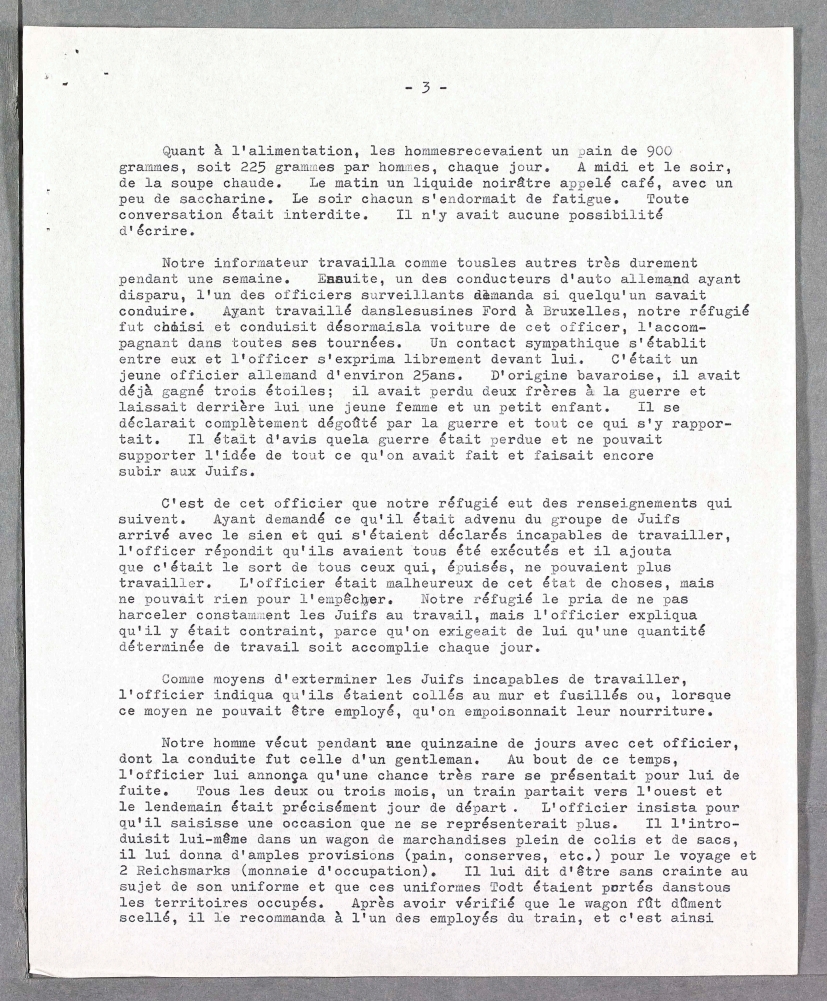 - 3 -
Quant à l'alimentation, les hommesrecevaient un pain de 900
grammes, soit 225 grammes par hommes, chaque jour. A midi et le soir,
de la soupe chaude. Le matin un liquide noirâtre appelé café, avec un
peu de saccharine. Le soir chacun s'endormait de fatigue. Toute
conversation était interdite. Il n'y avait aucune possibilité
d'écrire.
Notre informateur travailla comme tousles autres très durement
pendant une semaine. Ensuite, un des conducteurs d'auto allemand ayant
disparu, l'un des officiers surveillants demanda si quelqu'un savait
conduire. Ayant travaillé danslesusines Ford à Bruxelles, notre réfugié
fut choisi et conduisit désormaisla voiture de cet officer, l'accom-
pagnant dans toutes ses tournées. Un contact sympathique s'établit
entre eux et l'officer s'exprima librement devant lui. C'était un
jeune officier allemand d'environ 25ans. D'origine bavaroise, il avait
déjà gagné trois étoiles; il avait perdu deux frères à la guerre et
laissait derrière lui une jeune femme et un petit enfant. Il se
déclarait complètement dégoûté par la guerre et tout ce qui s'y rappor-
tait. Il était d'avis quela guerre était perdue et ne pouvait
supporter l'idée de tout ce qu'on avait fait et faisait encore
subir aux Juifs.
C'est de cet officier que notre réfugié eut des renseignements qui
suivent. Ayant demandé ce qu'il était advenu du groupe de Juifs
arrivé avec le sien et qui s'étaient déclarés incapables de travailler,
l'officer répondit qu'ils avaient tous été exécutés et il ajouta
que c'était le sort de tous ceux qui, épuisés, ne pouvaient plus
travailler. L'officier était malheureux de cet état de choses, mais
ne pouvait rien pour l'empêcher. Notre réfugié le pria de ne pas
harceler constamment les Juifs au travail, mais l'officier expliqua
qu'il y était contraint, parce qu'on exigeait de lui qu'une quantité
déterminée de travail soit accomplie chaque jour.
Comme moyens d'exterminer les Juifs incapables de travailler,
l'officier indiqua qu'ils étaient collés au mur et fusillés ou, lorsque
ce moyen ne pouvait être employé, qu'on empoisonnait leur nourriture.
Notre homme vécut pendant une quinzaine de jours avec cet officier,
dont la conduite fut celle d'un gentleman. Au bout de ce temps,
l'officier lui annonça qu'une chance très rare se présentait pour lui de
fuite. Tous les deux ou trois mois, un train partait vers l'ouest et
le lendemain était précisément jour de départ. L'officier insista pour
qu'il saisisse une occasion que ne se représenterait plus. Il l'intro-
duisit lui-même dans un wagon de marchandises plein de colis et de sacs,
il lui donna d'amples provisions (pain, conserves, etc.) pour le voyage et
2 Reichsmarks (monnaie d'occupation). Il lui dit d'être sans crainte au
sujet de son uniforme et que ces uniformes Todt étaient portés danstous
les territoires occupés. Après avoir vérifié que le wagon fût dûment
scellé, il le recommanda à l'un des employés du train, et c'est ainsi